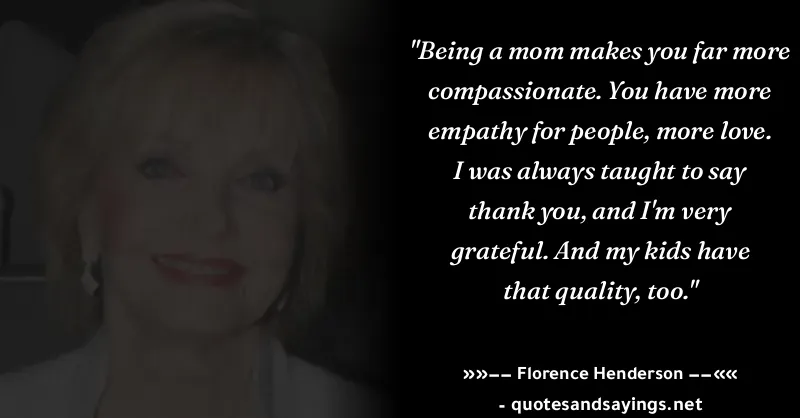 "Being a mom makes you far more
compassionate. You have more
empathy for people, more love.
I was always taught to say
thank you, and I'm very
grateful. And my kids have
that quality, too."
»»−− Florence Henderson −−««
- quotesandsayings.net